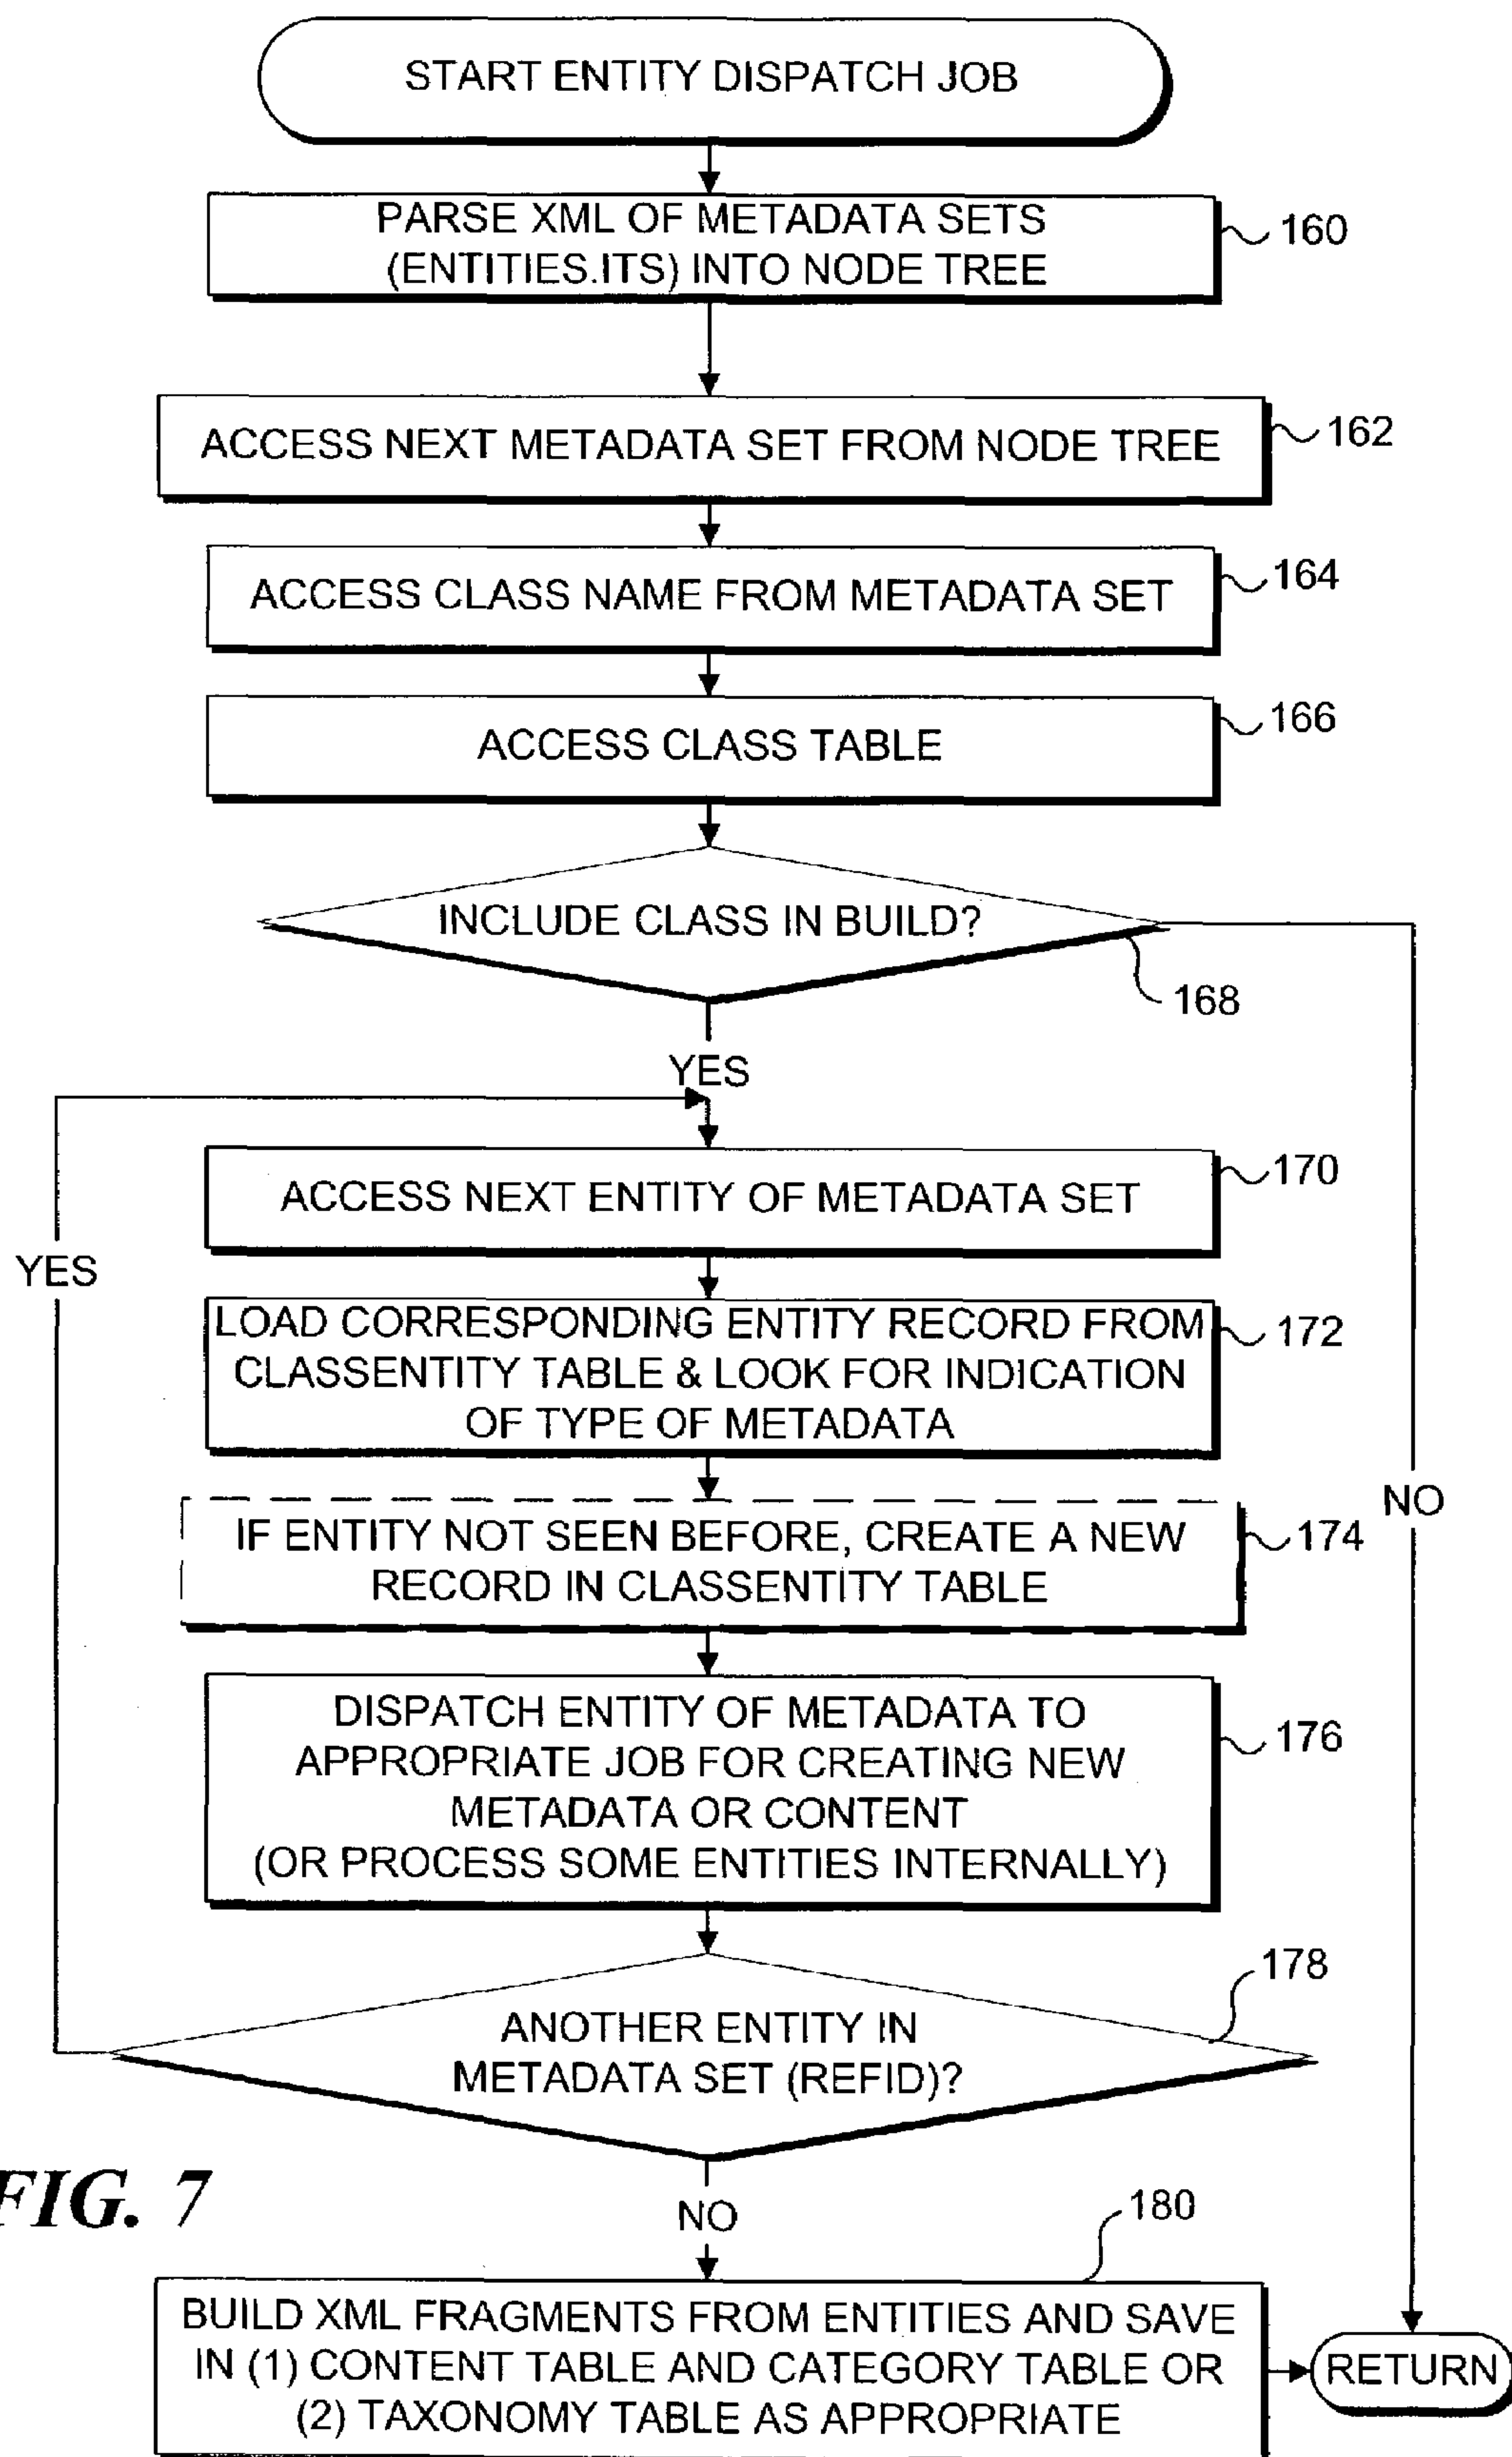 START ENTITY DISPATCH JOB
PARSE XML OF METADATA SETS
(ENTITIES.ITS) INTO NODE TREE
160
ACCESS NEXT METADATA SET FROM NODE TREE
162
ACCESS CLASS NAME FROM METADATA SET
164
ACCESS CLASS TABLE
166
INCLUDE CLASS IN BUILD?
168
YES
ACCESS NEXT ENTITY OF METADATA SET
170
YES
LOAD CORRESPONDING ENTITY RECORD FROM
CLASSENTITY TABLE & LOOK FOR INDICATION
OF TYPE OF METADATA
172
NO
IF ENTITY NOT SEEN BEFORE, CREATE A NEW
RECORD IN CLASSENTITY TABLE
174
DISPATCH ENTITY OF METADATA TO
APPROPRIATE JOB FOR CREATING NEW
METADATA OR CONTENT
(OR PROCESS SOME ENTITIES INTERNALLY)
176
ANOTHER ENTITY IN
METADATA SET (REFID)?
178
FIG. 7
NO
180
BUILD XML FRAGMENTS FROM ENTITIES AND SAVE
IN (1) CONTENT TABLE AND CATEGORY TABLE OR
(2) TAXONOMY TABLE AS APPROPRIATE
RETURN